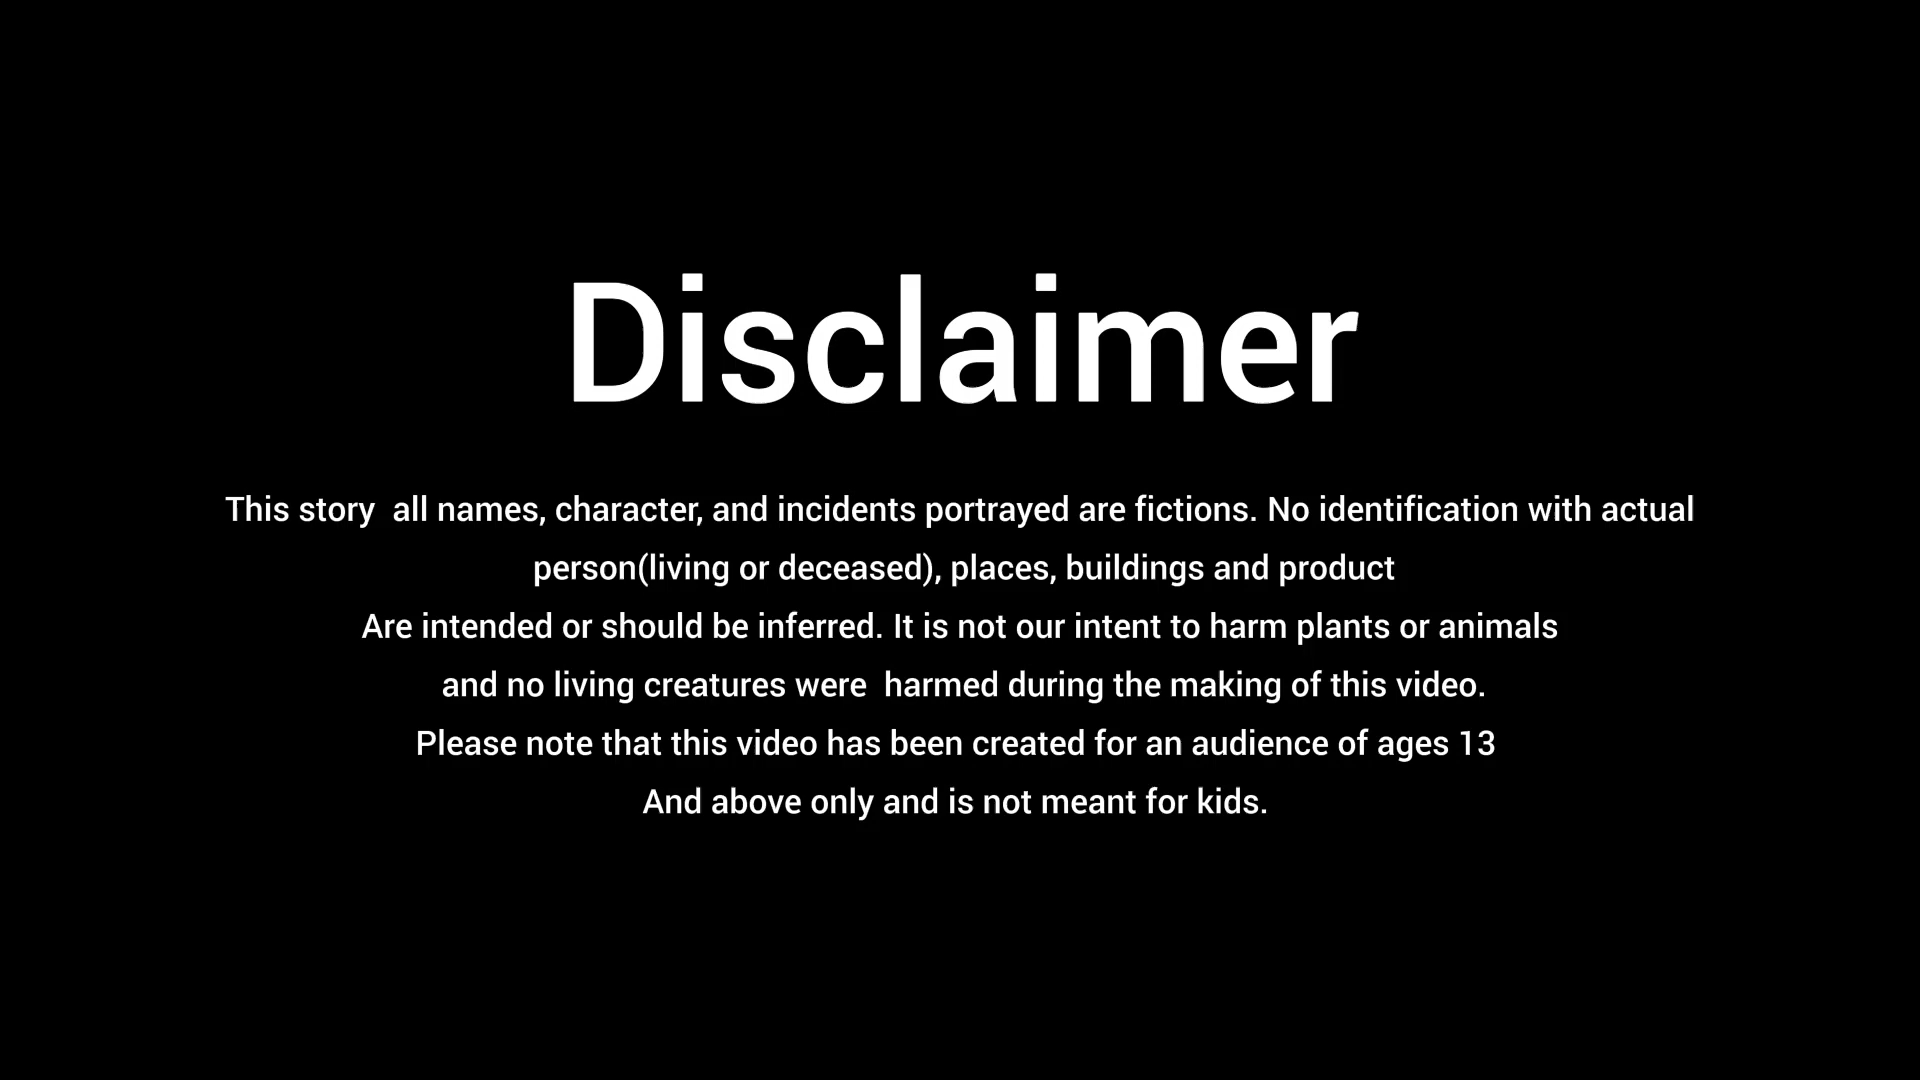 Disclaimer
This story  all names, character, and incidents portrayed are fictions. No identification with actual
person(living or deceased), places, buildings and product
Are intended or should be inferred. It is not our intent to harm plants or animals
and no living creatures were  harmed during the making of this video.
Please note that this video has been created for an audience of ages 13
And above only and is not meant for kids.